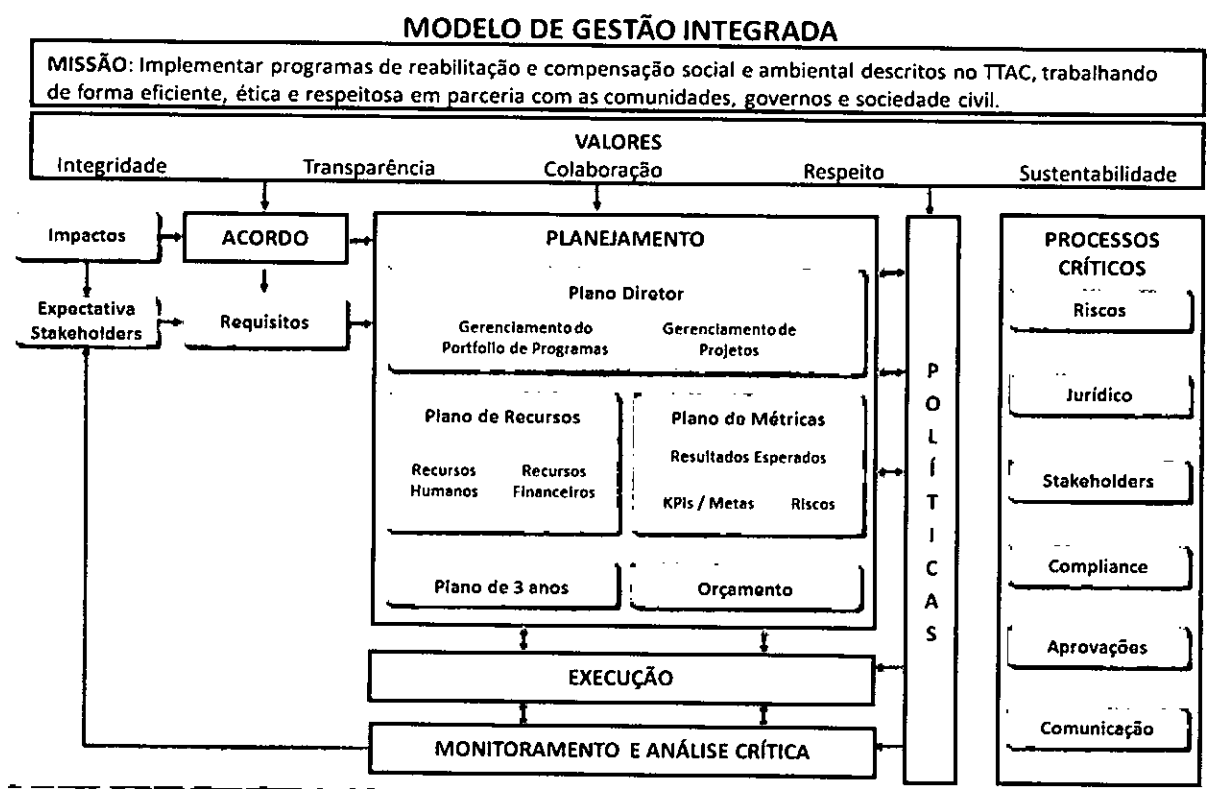 MODELO DE GESTÃO INTEGRADA
MISSÃO: Implementar programas de reabilitação e compensação social e ambiental descritos no TTAC, trabalhando
de forma eficiente, ética e respeitosa em parceria com as comunidades, governos e sociedade civil.
VALORES
Integridade Transparência Colaboração Respeito Sustentabilidade
Impactos
ACORDO
Expectativa
Stakeholders
Requisitos
PLANEJAMENTO
Plano Diretor
Gerenciamento do
Portfolio de Programas
Gerenciamento de
Projetos
Plano de Recursos
Recursos
Humanos
Recursos
Financeiros
Plano do Métricas
Resultados Esperados
KPIs / Metas Riscos
Plano de 3 anos
Orçamento
EXECUÇÃO
MONITORAMENTO E ANÁLISE CRÍTICA
POLÍTICAS
PROCESSOS
CRÍTICOS
Riscos
Jurídico
Stakeholders
Compliance
Aprovações
Comunicação